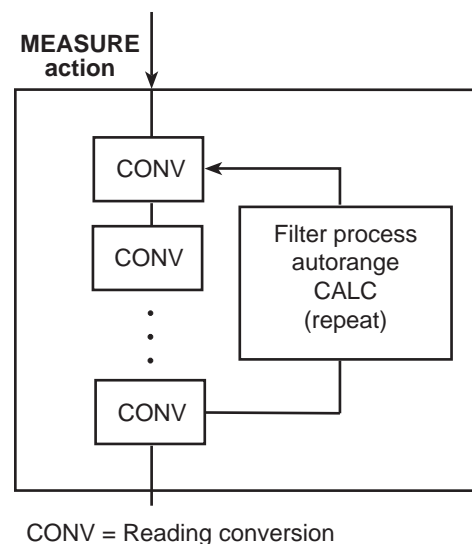 MEASURE
action
CONV
CONV
Filter process
autorange
CALC
(repeat)
CONV
CONV = Reading conversion